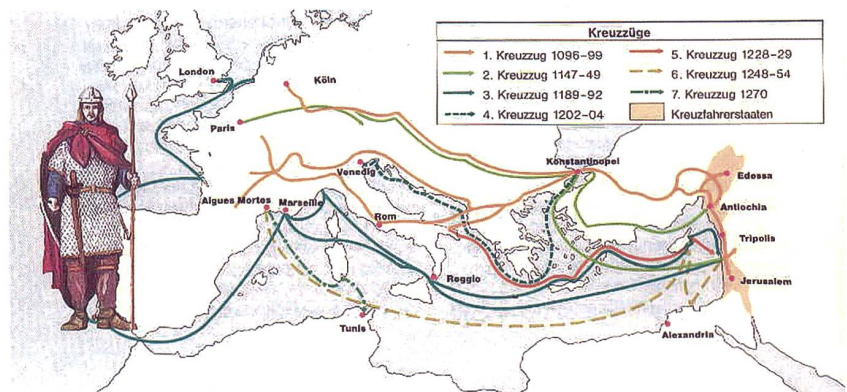 Kreuzzüge
1. Kreuzzug 1096-99
2. Kreuzzug 1147-49
3. Kreuzzug 1189-92
4. Kreuzzug 1202-04
5. Kreuzzug 1228-29
6. Kreuzzug 1248-54
7. Kreuzzug 1270
Kreuzfahrerstaaten
London
Köln
Paris
Venedig
Konstantinopel
Edessa
Aigues Mortes
Marseille
Rom
Antiochia
Tripolis
Reggio
Jerusalem
Tunis
Alexandria